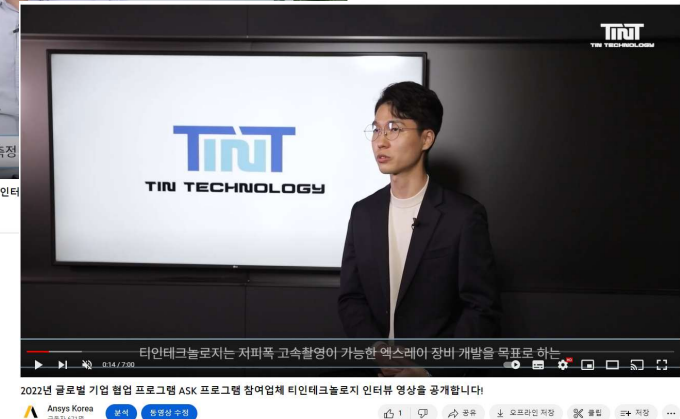 TINT
TIN TECHNOLOGY
TINT
TIN TECHNOLOGY
측정
인터
티인테크놀로지는 저피폭 고속촬영이 가능한 엑스레이 장비 개발을 목표로 하는
0:14 / 7:00
2022년 글로벌 기업 협업 프로그램 ASK 프로그램 참여업체 티인테크놀로지 인터뷰 영상을 공개합니다!
Ansys Korea
분석
동영상 수정
1
공유
오프라인 저장
클립
저장